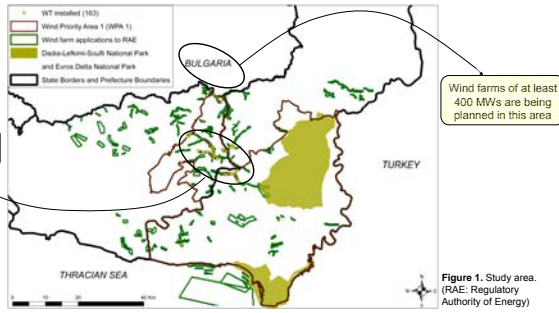 WT installed (163)
Wind Priority Area 1 (WPA 1)
Wind farm applications to RAE
Dadia-Lefkimi-Soufli National Park
and Evros Delta National Park
State Borders and Prefecture Boundaries
BULGARIA
Wind farms of at least
400 MWs are being
planned in this area
TURKEY
THRACIAN SEA
0 10 20 40 Km
Figure 1. Study area.
(RAE: Regulatory
Authority of Energy)